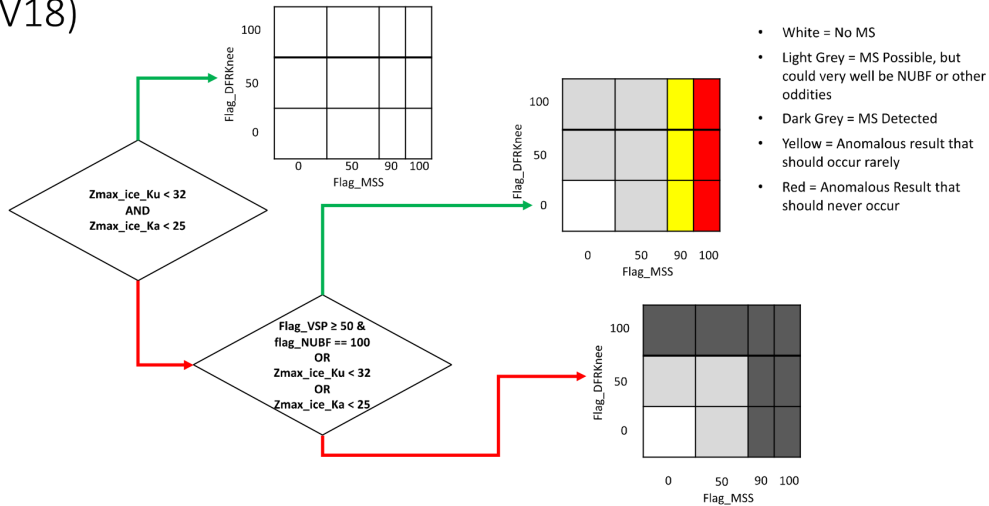 V18)
100
50
0
Flag_DFRKnee
0 50 90 100
Flag_MSS
Zmax_ice_Ku < 32
AND
Zmax_ice_Ka < 25
100
50
0
Flag_DFRKnee
0 50 90 100
Flag_MSS
• White = No MS
• Light Grey = MS Possible, but
could very well be NUBF or other
oddities
• Dark Grey = MS Detected
• Yellow = Anomalous result that
should occur rarely
• Red = Anomalous Result that
should never occur
Flag_VSP ≥ 50 &
flag_NUBF == 100
OR
Zmax_ice_Ku < 32
OR
Zmax_ice_Ka < 25
100
50
0
Flag_DFRKnee
0 50 90 100
Flag_MSS